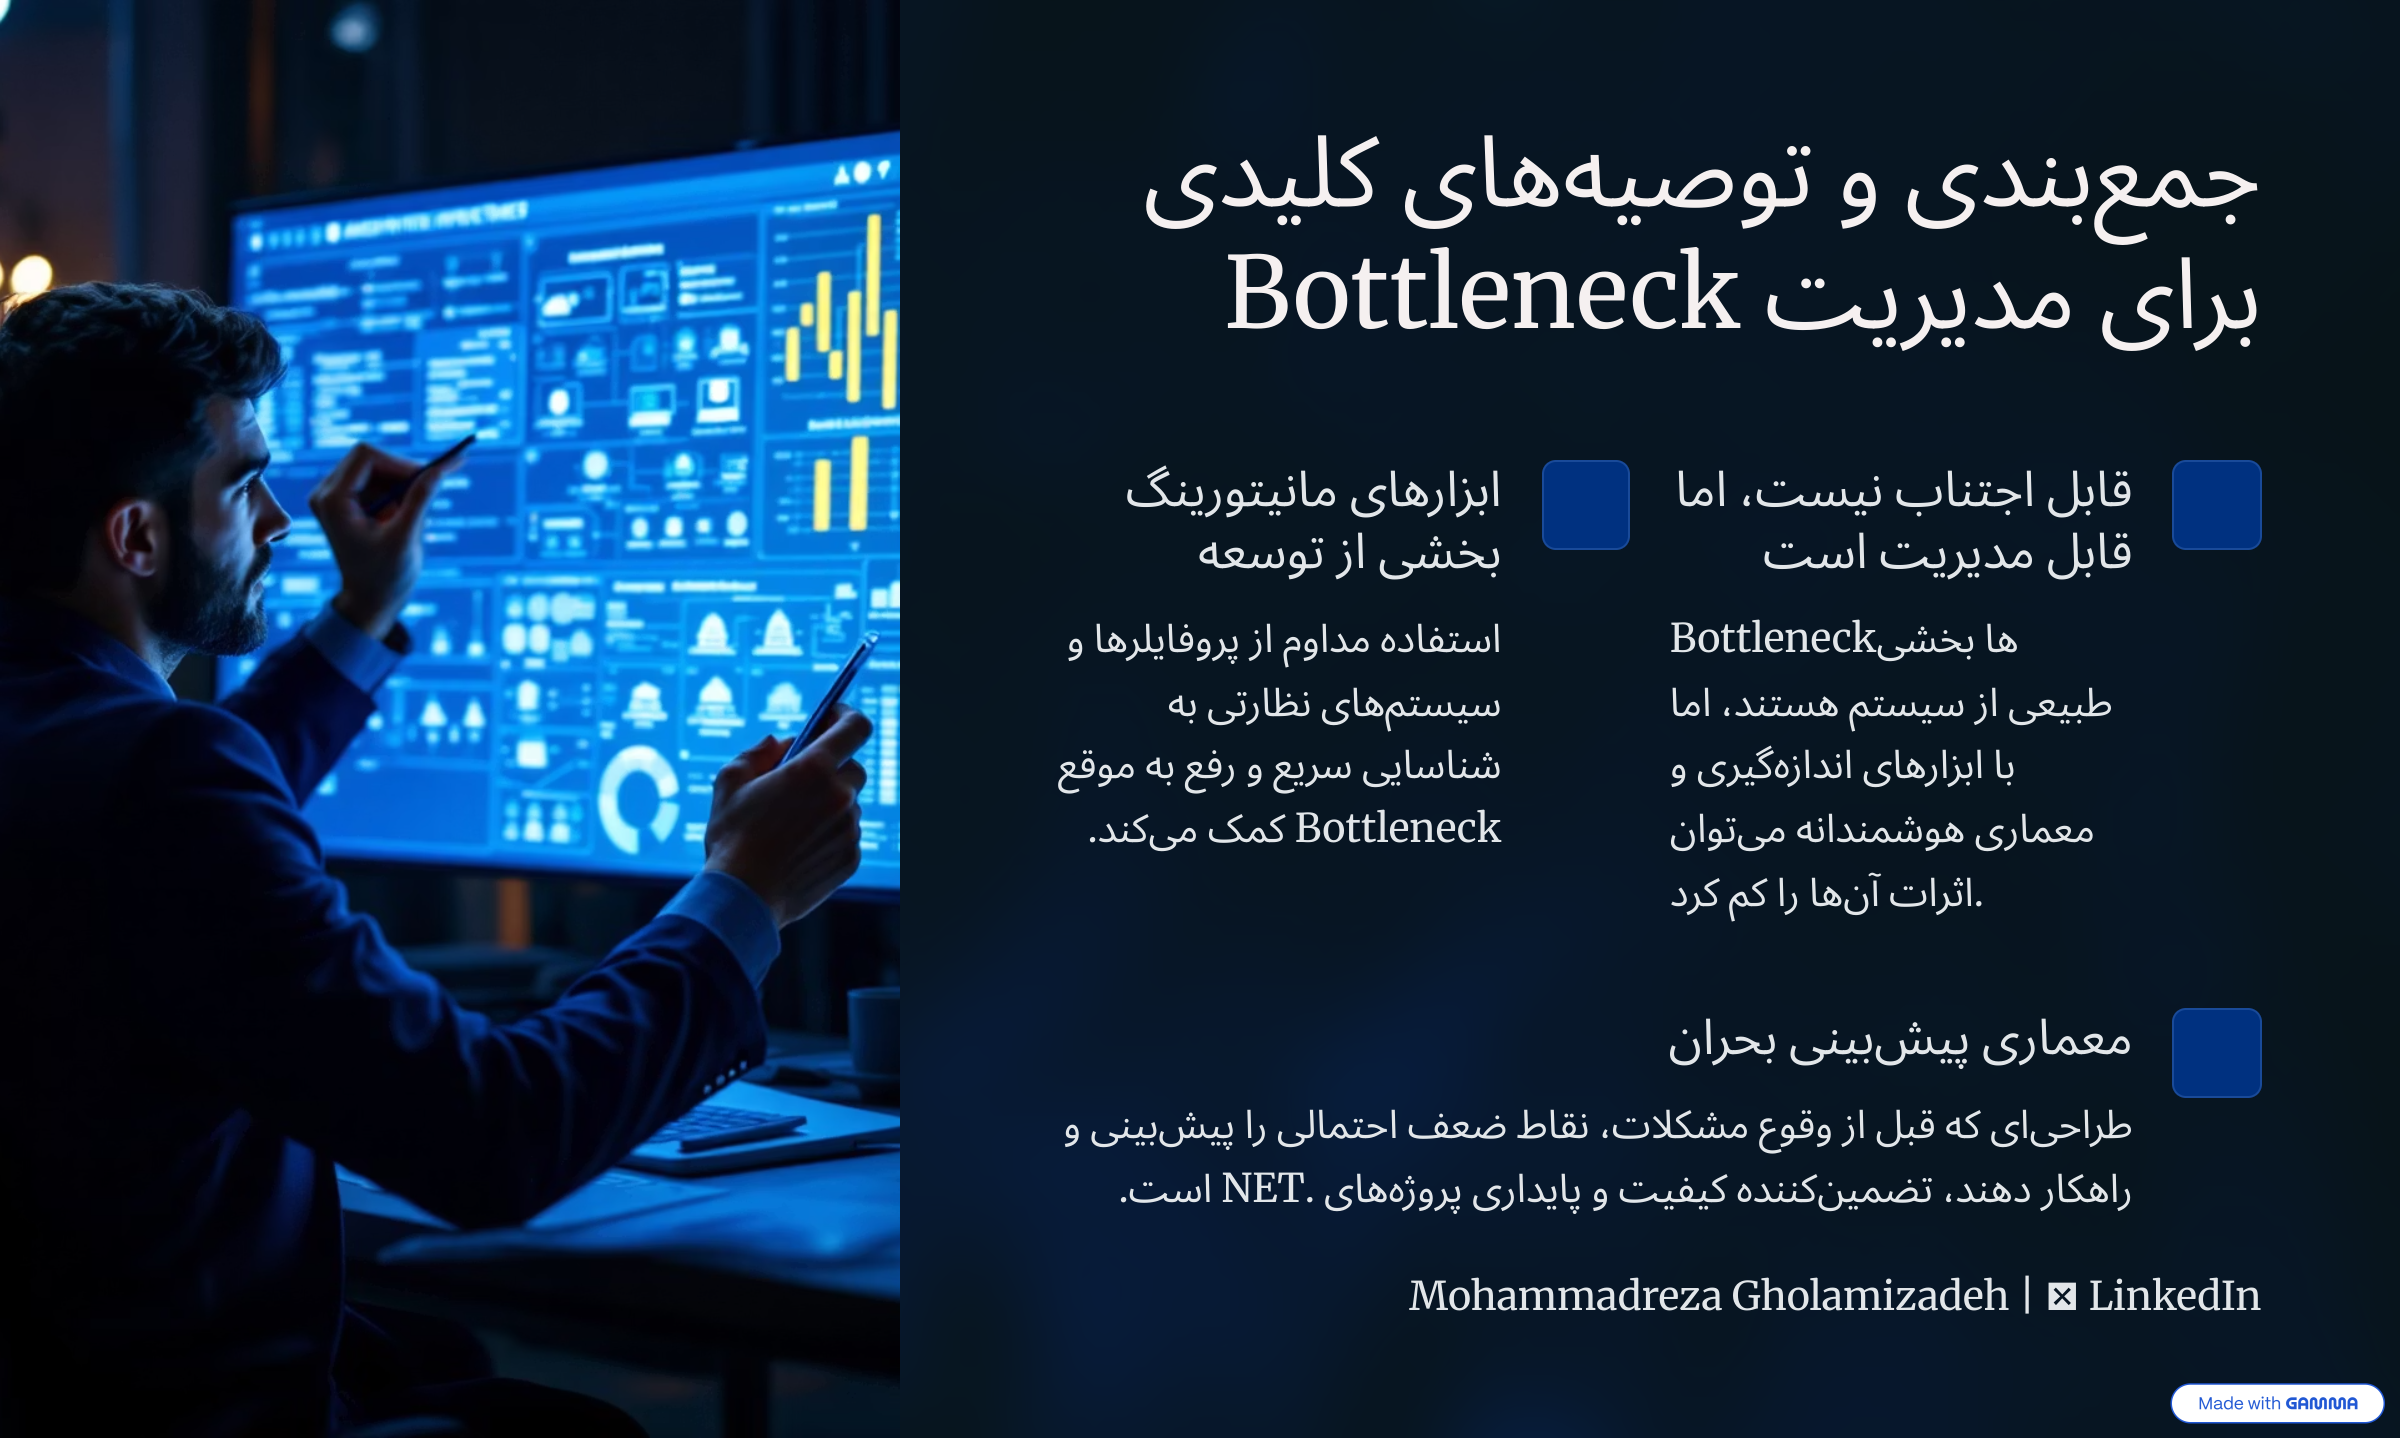 جمع‌بندی و توصیه‌های کلیدی
برای مدیریت Bottleneck
قابل اجتناب نیست، اما
قابل مدیریت است
Bottleneckها بخشی
طبیعی از سیستم هستند، اما
با ابزارهای اندازه‌گیری و
معماری هوشمندانه می‌توان
اثرات آن‌ها را کم کرد.
ابزارهای مانیتورینگ
بخشی از توسعه
استفاده مداوم از پروفایلرها و
سیستم‌های نظارتی به
شناسایی سریع و رفع به موقع
Bottleneck کمک می‌کند.
معماری پیش‌بینی بحران
طراحی‌ای که قبل از وقوع مشکلات، نقاط ضعف احتمالی را پیش‌بینی و
راهکار دهند، تضمین‌کننده کیفیت و پایداری پروژه‌های .NET است.
Mohammadreza Gholamizadeh | LinkedIn
Made with GAMMA